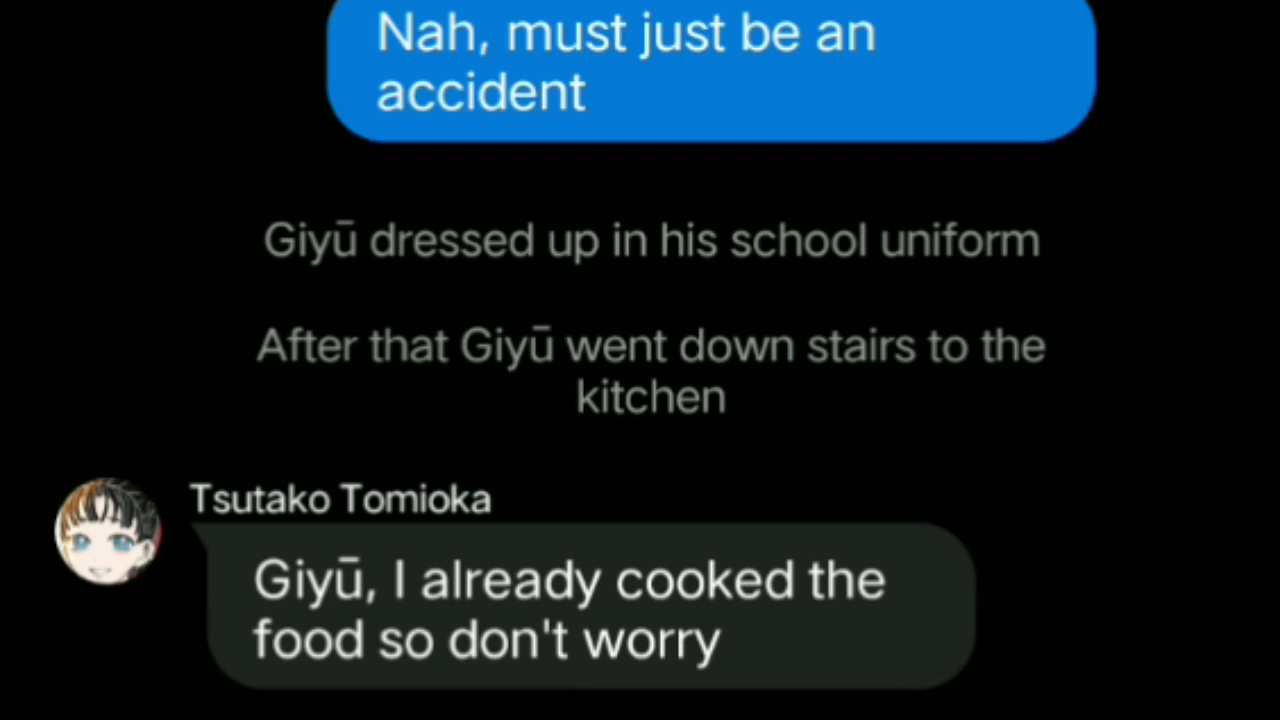 Nah, must just be an
accident
Giyū dressed up in his school uniform
After that Giyū went down stairs to the
kitchen
Tsutako Tomioka
Giyū, I already cooked the
food so don't worry